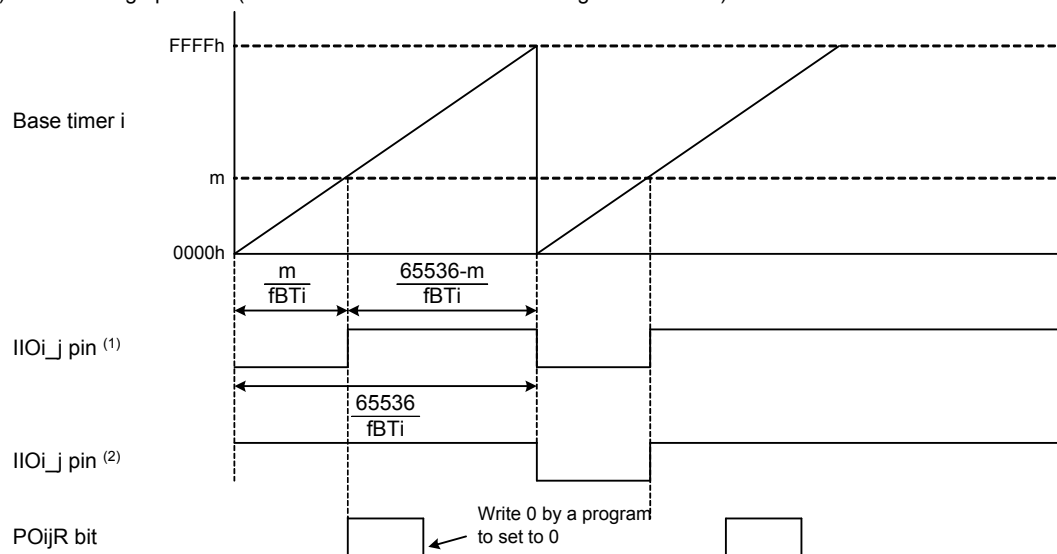 FFFFh
Base timer i
m
0000h
m
fBTi
65536-m
fBTi
IIOi_j pin (1)
65536
fBTi
IIOi_j pin (2)
POijR bit
Write 0 by a program
to set to 0